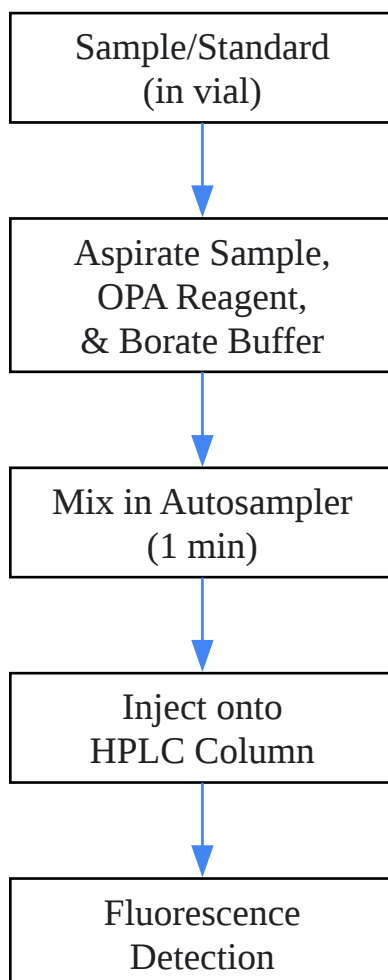 Sample/Standard
(in vial)
Aspirate Sample,
OPA Reagent,
& Borate Buffer
Mix in Autosampler
(1 min)
Inject onto
HPLC Column
Fluorescence
Detection